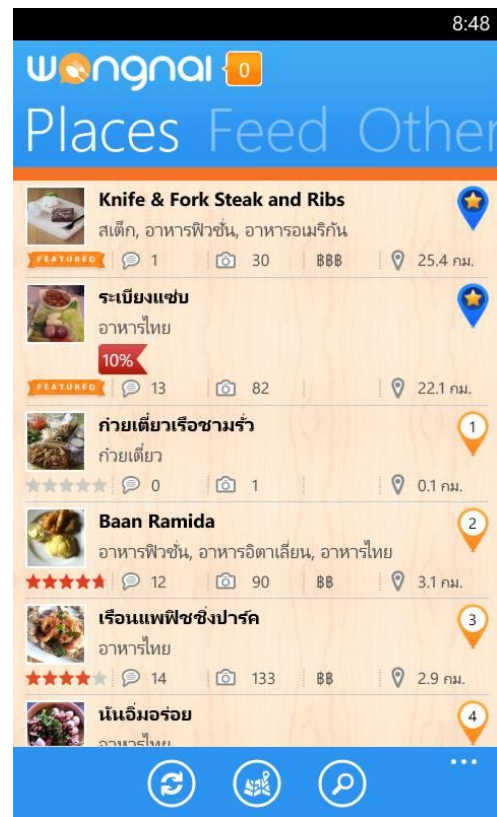 8:48
wongnai 0
Places Feed Other
Knife & Fork Steak and Ribs
สเต็ก, อาหารฟิวชั่น, อาหารอเมริกัน
FEATURED 1 30 ฿฿฿ 25.4 กม.
ระเบียงแซ่บ
อาหารไทย
10%
FEATURED 13 82 22.1 กม.
ก๋วยเตี๋ยวเรือชามรั่ว
1
ก๋วยเตี๋ยว
0 1 0.1 กม.
Baan Ramida
2
อาหารฟิวชั่น, อาหารอิตาเลี่ยน, อาหารไทย
12 90 ฿฿ 3.1 กม.
เรือนแพฟิชชิ่งปาร์ค
3
อาหารไทย
14 133 ฿฿ 2.9 กม.
นันอิ่มอร่อย
4
อาหารไทย